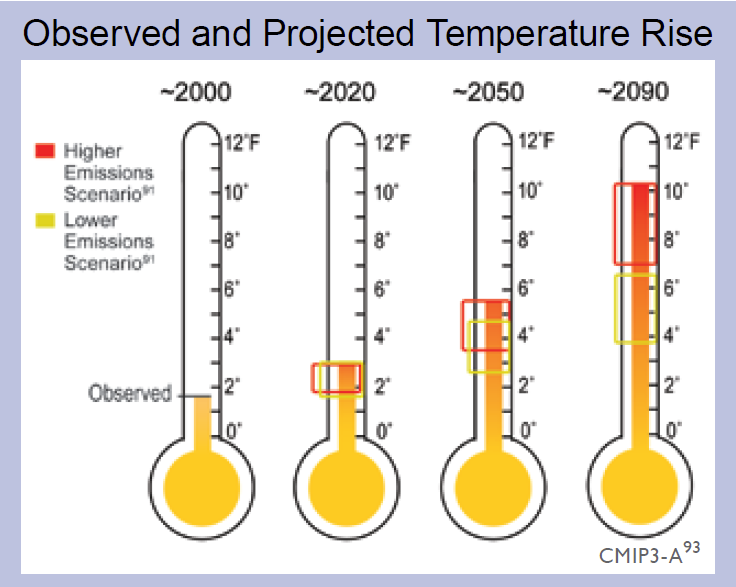 Observed and Projected Temperature Rise
~2000 ~2020 ~2050 ~2090
Higher
Emissions
Scenario⁹¹
Lower
Emissions
Scenario⁹¹
Observed
12°F
10°
8°
6°
4°
2°
0°
12°F
10°
8°
6°
4°
2°
0°
12°F
10°
8°
6°
4°
2°
0°
12°F
10°
8°
6°
4°
2°
0°
CMIP3-A⁹³